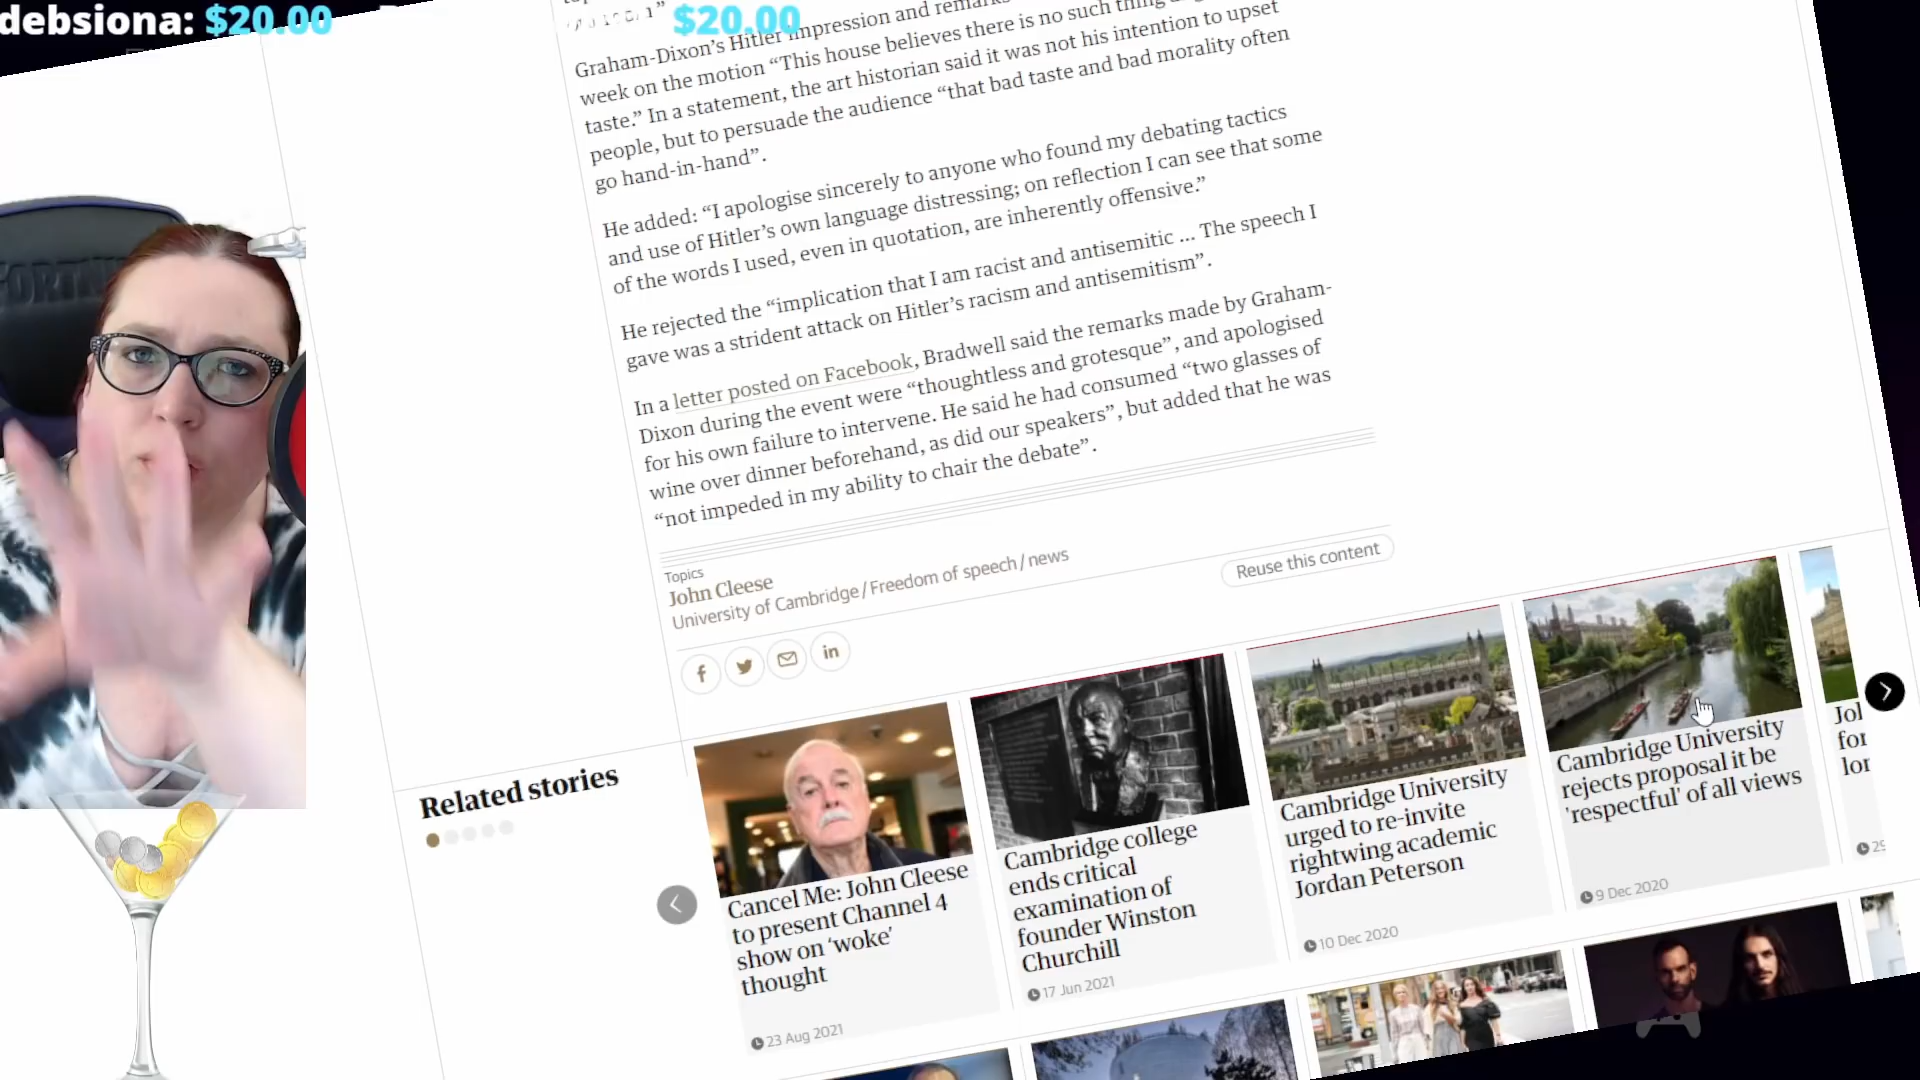 debsiona: $20.00
$20.00
Graham-Dixon’s Hitler impression and remarks
week on the motion “This house believes there is no such thing
taste.” In a statement, the art historian said it was not his intention to upset
people, but to persuade the audience “that bad taste and bad morality often
go hand-in-hand”.
He added: “I apologise sincerely to anyone who found my debating tactics
and use of Hitler’s own language distressing; on reflection I can see that some
of the words I used, even in quotation, are inherently offensive.”
He rejected the “implication that I am racist and antisemitic ... The speech I
gave was a strident attack on Hitler’s racism and antisemitism”.
In a letter posted on Facebook, Bradwell said the remarks made by Graham-
Dixon during the event were “thoughtless and grotesque”, and apologised
for his own failure to intervene. He said he had consumed “two glasses of
wine over dinner beforehand, as did our speakers”, but added that he was
“not impeded in my ability to chair the debate”.
Topics
John Cleese
University of Cambridge / Freedom of speech / news
Reuse this content
Related stories
Cancel Me: John Cleese
to present Channel 4
show on ‘woke’
thought
23 Aug 2021
Cambridge college
ends critical
examination of
founder Winston
Churchill
17 Jun 2021
Cambridge University
urged to re-invite
rightwing academic
Jordan Peterson
10 Dec 2020
Cambridge University
rejects proposal it be
'respectful' of all views
9 Dec 2020
for